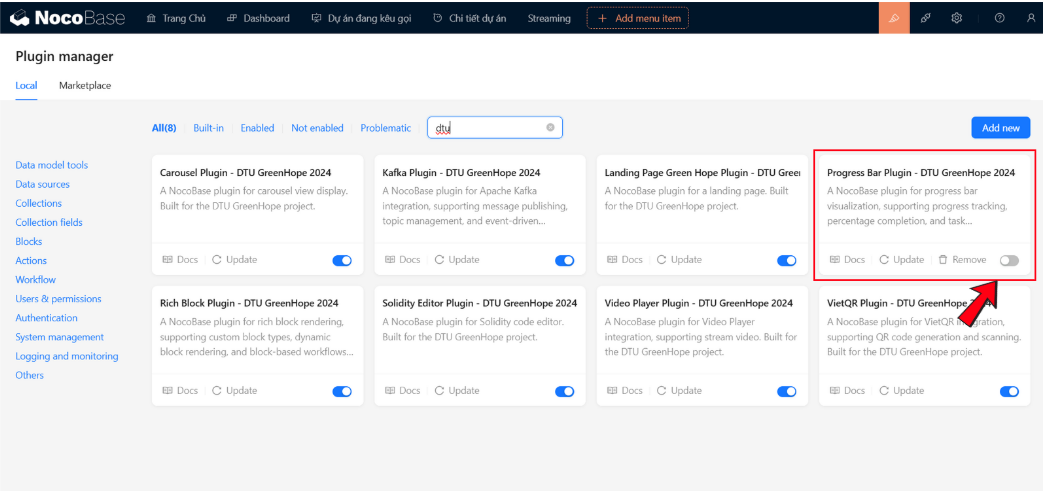 NocoBase Trang Chủ Dashboard Dự án đang kêu gọi Chi tiết dự án Streaming + Add menu item
Plugin manager
Local Marketplace
All(8) Built-in Enabled Not enabled Problematic dtu Add new
Data model tools
Data sources
Collections
Collection fields
Blocks
Actions
Workflow
Users & permissions
Authentication
System management
Logging and monitoring
Others
Carousel Plugin - DTU GreenHope 2024
A NocoBase plugin for carousel view display.
Built for the DTU GreenHope project.
Docs Update
Kafka Plugin - DTU GreenHope 2024
A NocoBase plugin for Apache Kafka
integration, supporting message publishing,
topic management, and event-driven...
Docs Update
Landing Page Green Hope Plugin - DTU Green
A NocoBase plugin for a landing page. Built
for the DTU GreenHope project.
Docs Update
Progress Bar Plugin - DTU GreenHope 2024
A NocoBase plugin for progress bar
visualization, supporting progress tracking,
percentage completion, and task...
Docs Update Remove
Rich Block Plugin - DTU GreenHope 2024
A NocoBase plugin for rich block rendering,
supporting custom block types, dynamic
block rendering, and block-based workflows...
Docs Update
Solidity Editor Plugin - DTU GreenHope 2024
A NocoBase plugin for Solidity code editor.
Built for the DTU GreenHope project.
Docs Update
Video Player Plugin - DTU GreenHope 2024
A NocoBase plugin for Video Player
integration, supporting stream video. Built for
the DTU GreenHope project.
Docs Update
VietQR Plugin - DTU GreenHope
A NocoBase plugin for VietQR
supporting QR code generation and scanning.
Built for the DTU GreenHope project.
Docs Update